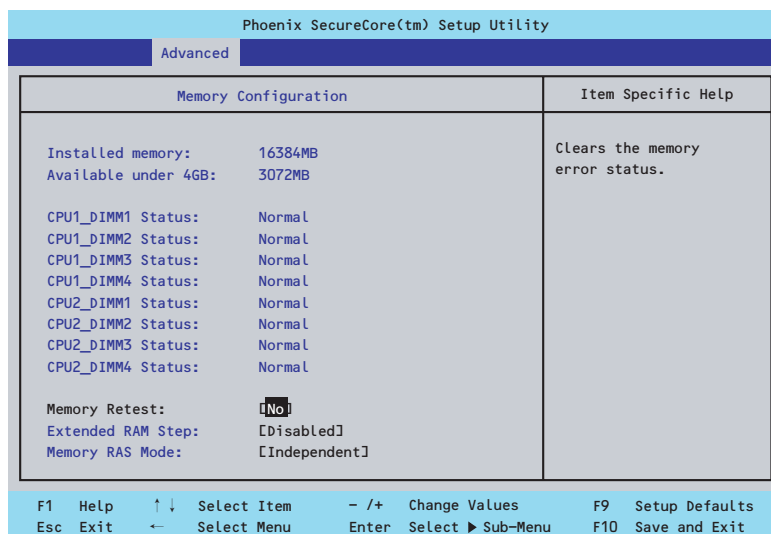 Phoenix SecureCore(tm) Setup Utility
Advanced
Memory Configuration
Item Specific Help
Installed memory: 16384MB
Available under 4GB: 3072MB
CPU1_DIMM1 Status: Normal
CPU1_DIMM2 Status: Normal
CPU1_DIMM3 Status: Normal
CPU1_DIMM4 Status: Normal
CPU2_DIMM1 Status: Normal
CPU2_DIMM2 Status: Normal
CPU2_DIMM3 Status: Normal
CPU2_DIMM4 Status: Normal
Memory Retest: [No]
Extended RAM Step: [Disabled]
Memory RAS Mode: [Independent]
Clears the memory
error status.
F1 Help ↑↓ Select Item - /+ Change Values F9 Setup Defaults
Esc Exit ← Select Menu Enter Select ▶ Sub-Menu F10 Save and Exit